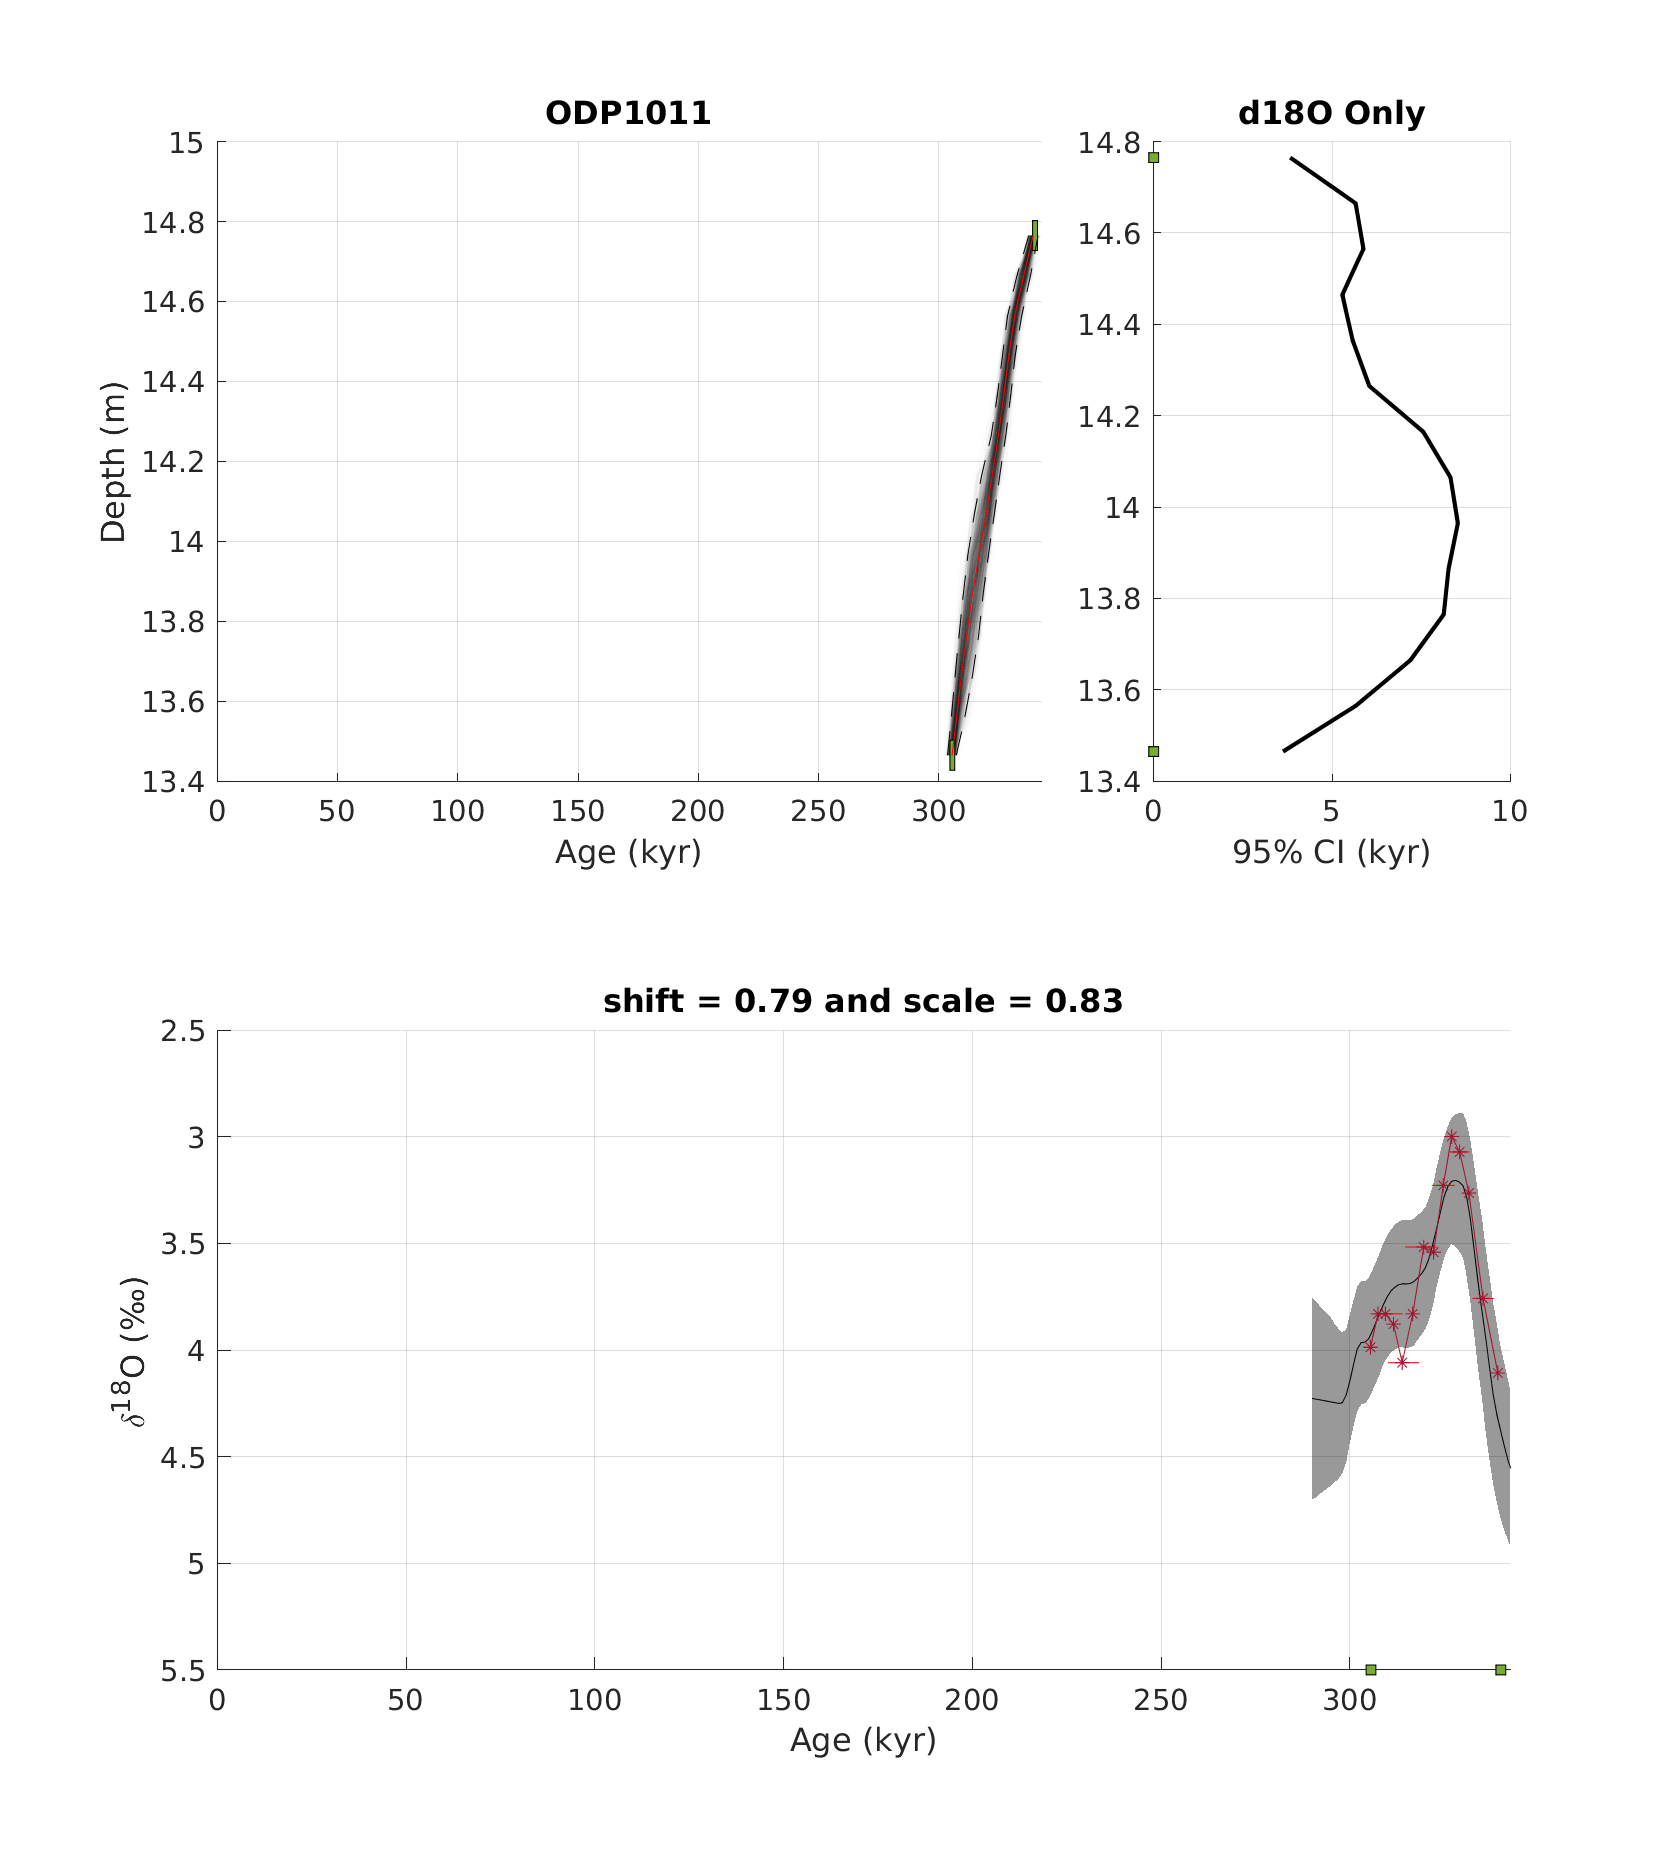 ODP1011
15
14.8
14.6
14.4
14.2
14
13.8
13.6
13.4
Depth (m)
0 50 100 150 200 250 300
Age (kyr)
d18O Only
14.8
14.6
14.4
14.2
14
13.8
13.6
13.4
0 5 10
95% CI (kyr)
shift = 0.79 and scale = 0.83
2.5
3
3.5
4
4.5
5
5.5
δ18O (‰)
0 50 100 150 200 250 300
Age (kyr)